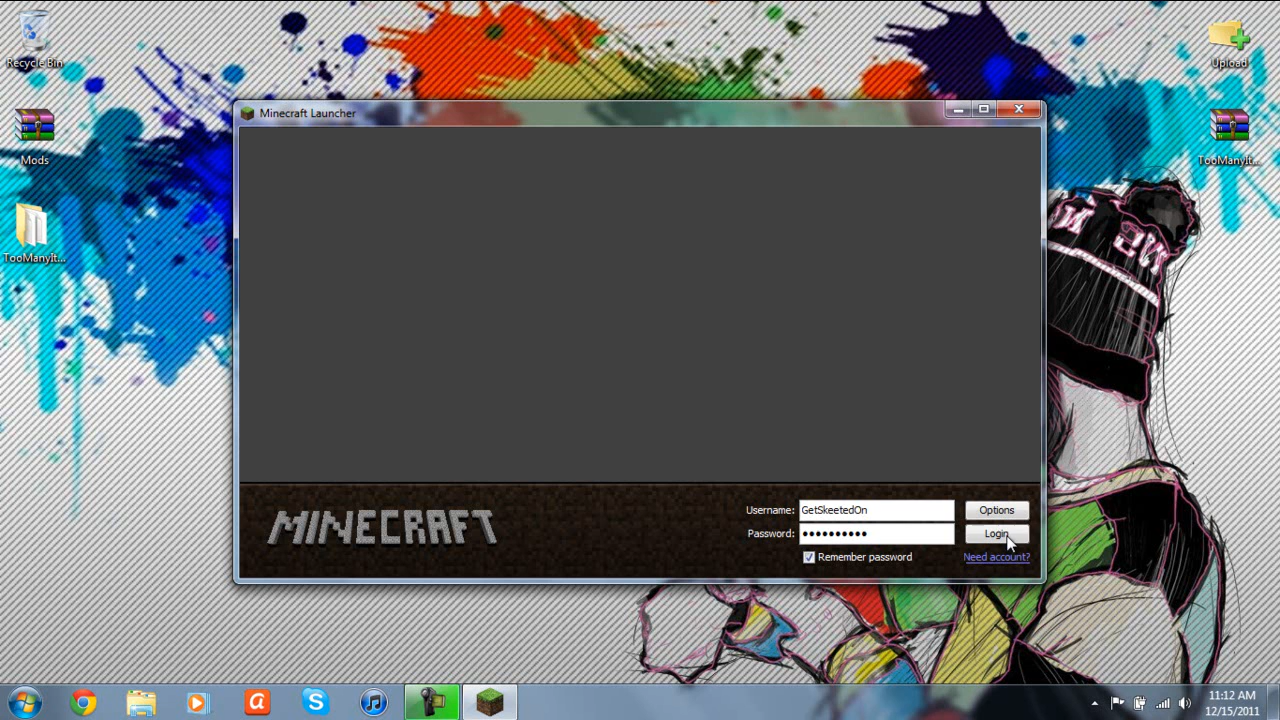 Recycle Bin
Upload
Minecraft Launcher
Mods
TooManyIt...
TooManyIt...
MINECRAFT
Username: GetSkeetedOn Options
Password: •••••••••• Login
Remember password Need account?
11:12 AM
12/15/2011